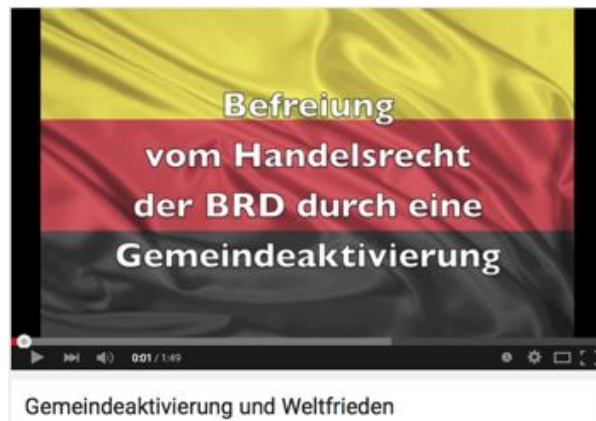 Befreiung
vom Handelsrecht
der BRD durch eine
Gemeindeaktivierung
0:01 / 1:49
Gemeindeaktivierung und Weltfrieden